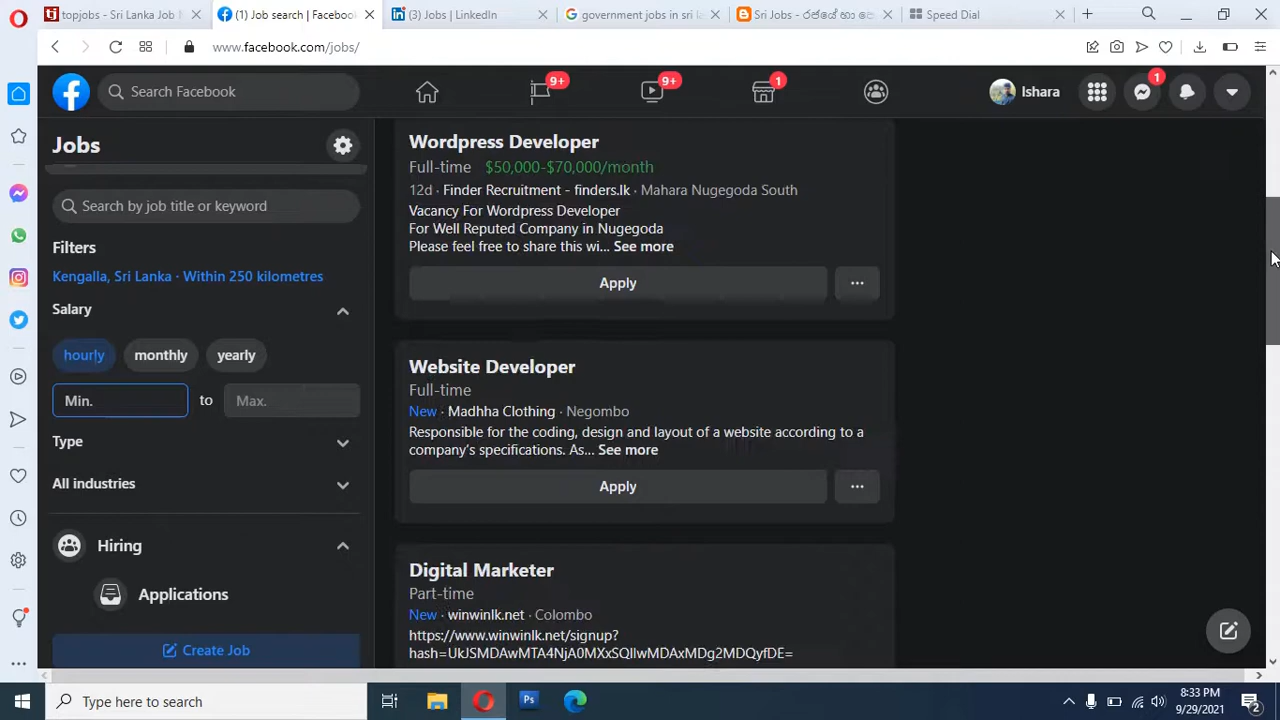 topjobs - Sri Lanka Job
(1) Job search | Facebook
(3) Jobs | LinkedIn
government jobs in sri la
Sri Jobs - රජයේ හා
Speed Dial
www.facebook.com/jobs/
Search Facebook
9+
9+
1
Ishara
1
Jobs
Search by job title or keyword
Filters
Kengalla, Sri Lanka · Within 250 kilometres
Salary
hourly
monthly
yearly
Min.
to
Max.
Type
All industries
Hiring
Applications
Create Job
Wordpress Developer
Full-time $50,000-$70,000/month
12d · Finder Recruitment - finders.lk · Mahara Nugegoda South
Vacancy For Wordpress Developer
For Well Reputed Company in Nugegoda
Please feel free to share this wi... See more
Apply
Website Developer
Full-time
New · Madhha Clothing · Negombo
Responsible for the coding, design and layout of a website according to a
company's specifications. As... See more
Apply
Digital Marketer
Part-time
New · winwinlk.net · Colombo
https://www.winwinlk.net/signup?
Type here to search
Ps
8:33 PM
9/29/2021
2